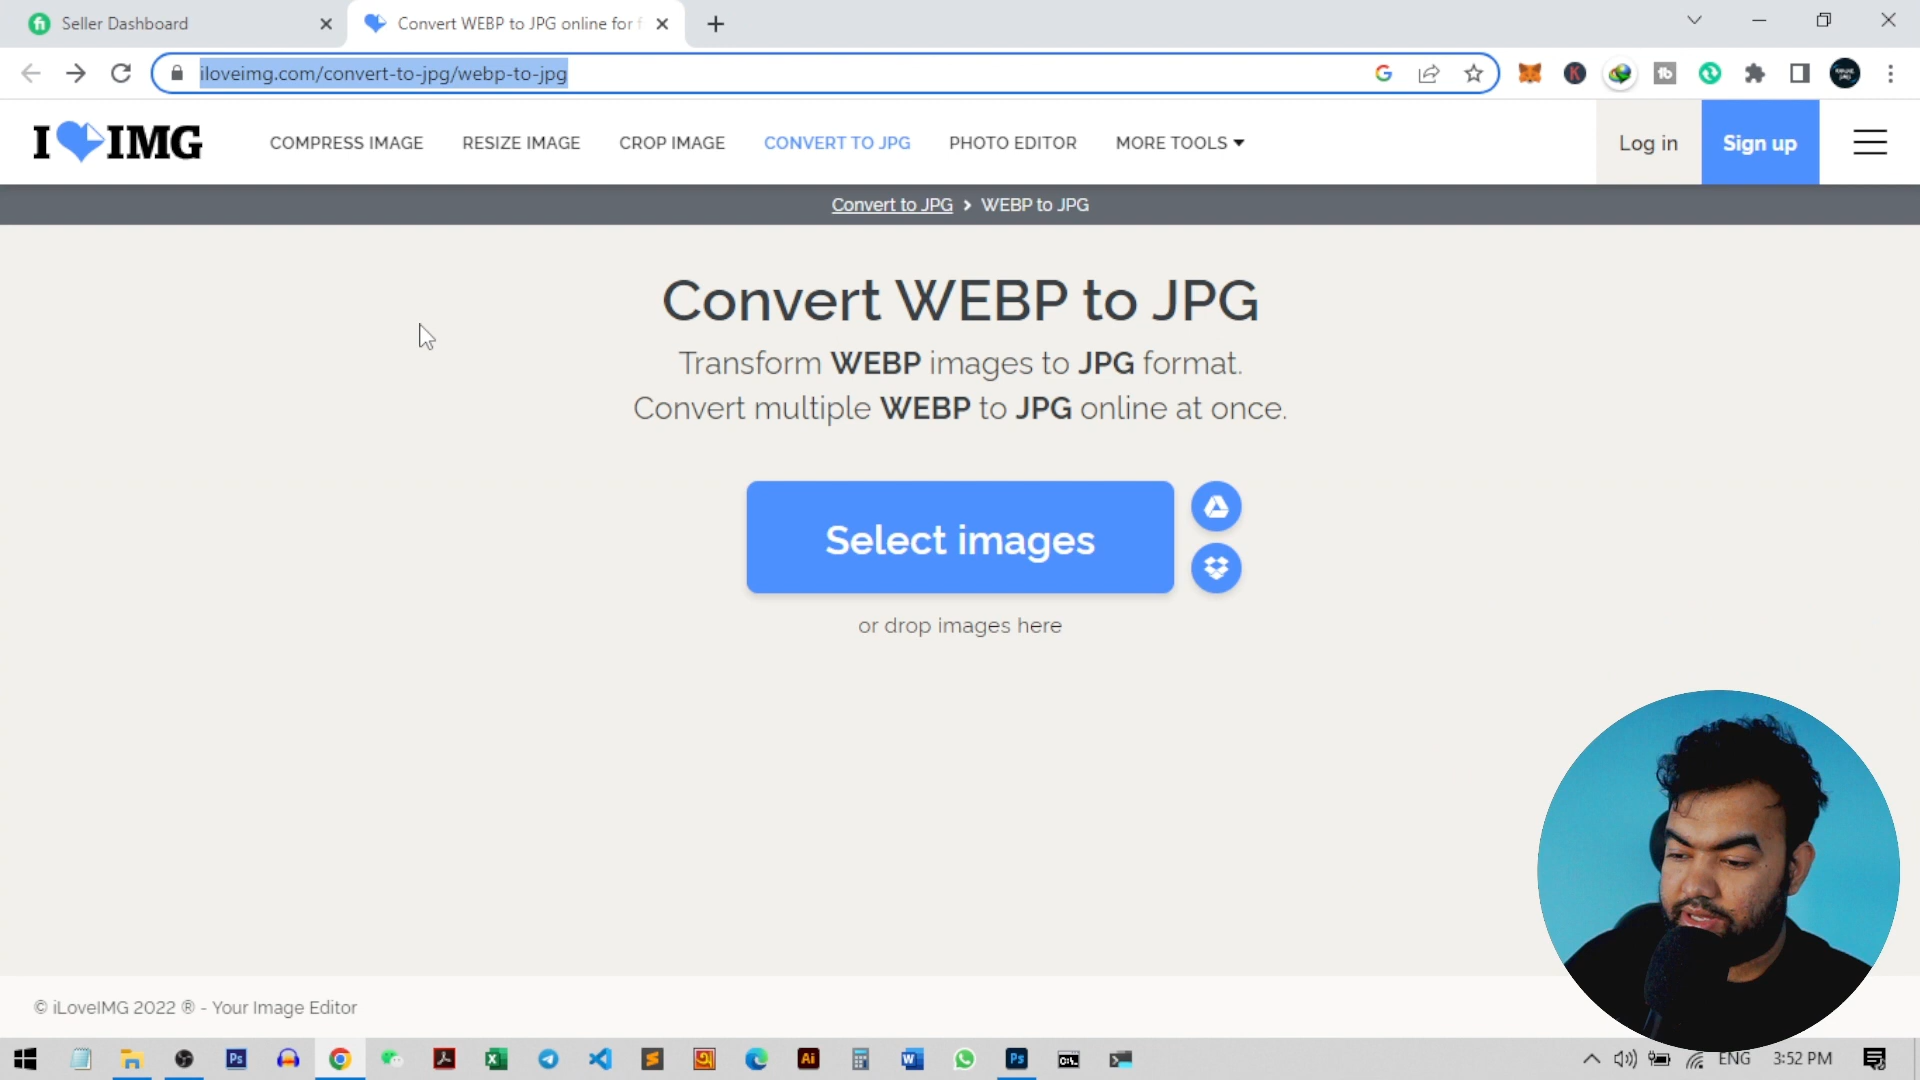 Seller Dashboard
Convert WEBP to JPG online for f
iloveimg.com/convert-to-jpg/webp-to-jpg
I IMG
COMPRESS IMAGE
RESIZE IMAGE
CROP IMAGE
CONVERT TO JPG
PHOTO EDITOR
MORE TOOLS
Log in
Sign up
Convert to JPG > WEBP to JPG
Convert WEBP to JPG
Transform WEBP images to JPG format.
Convert multiple WEBP to JPG online at once.
Select images
or drop images here
© iLoveIMG 2022 ® - Your Image Editor
ENG
3:52 PM